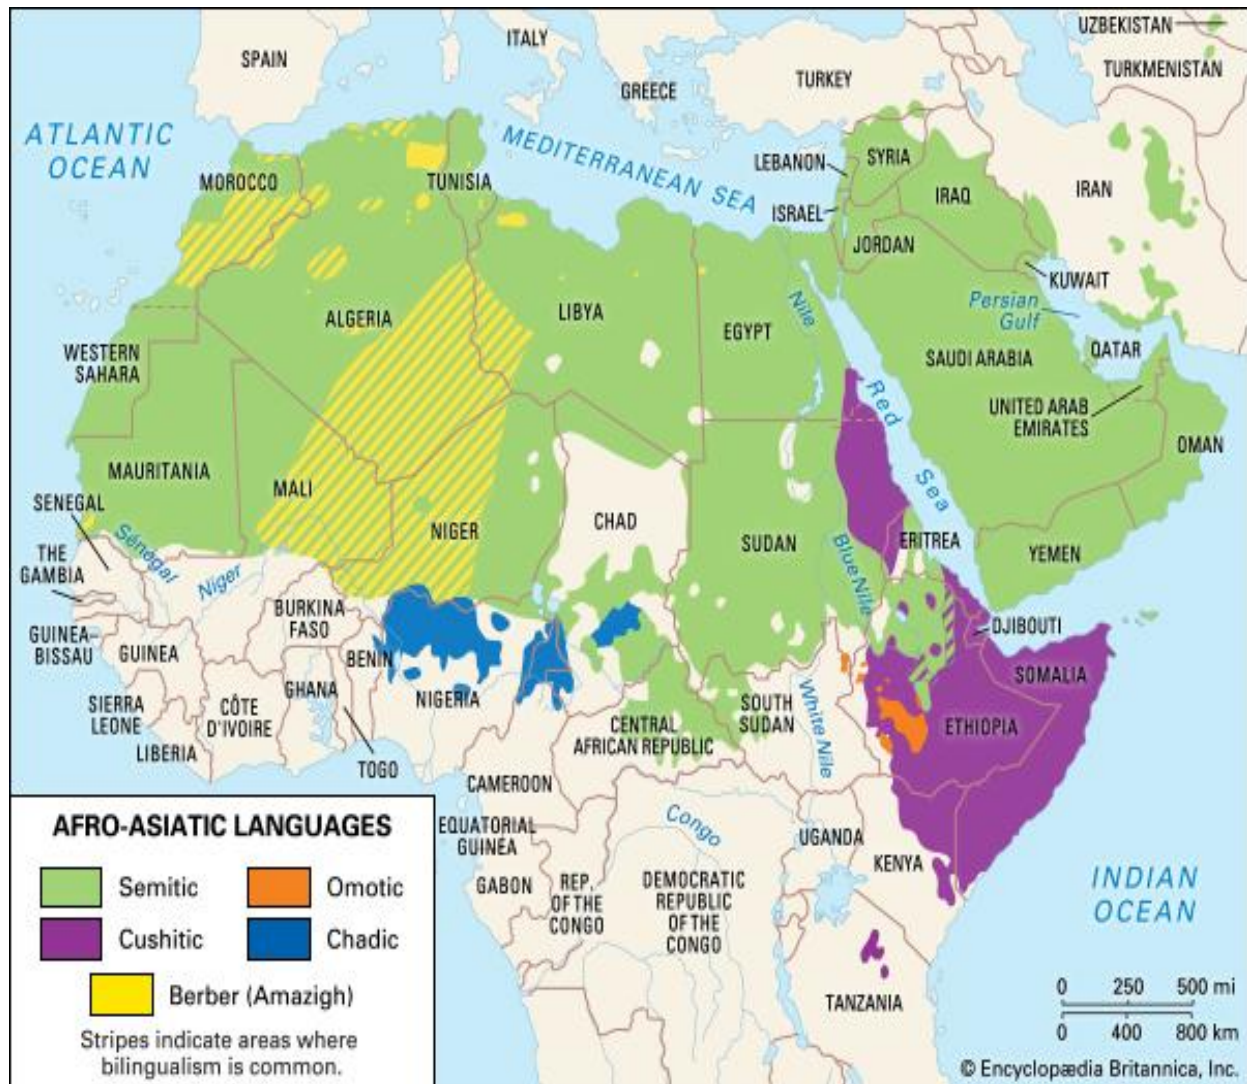 SPAIN
ITALY
GREECE
TURKEY
UZBEKISTAN
TURKMENISTAN
ATLANTIC
OCEAN
MEDITERRANEAN SEA
LEBANON
SYRIA
ISRAEL
IRAQ
IRAN
JORDAN
KUWAIT
Persian
Gulf
MOROCCO
TUNISIA
ALGERIA
LIBYA
EGYPT
Nile
SAUDI ARABIA
QATAR
UNITED ARAB
EMIRATES
OMAN
WESTERN
SAHARA
Red
Sea
MAURITANIA
MALI
NIGER
CHAD
SUDAN
ERITREA
YEMEN
SENEGAL
Sénégal
THE
GAMBIA
Niger
Blue Nile
GUINEA–
BISSAU
GUINEA
BURKINA
FASO
BENIN
NIGERIA
DJIBOUTI
SOMALIA
SIERRA
LEONE
LIBERIA
CÔTE
D'IVOIRE
GHANA
TOGO
CENTRAL
AFRICAN REPUBLIC
SOUTH
SUDAN
White Nile
ETHIOPIA
CAMEROON
EQUATORIAL
GUINEA
GABON
REP.
OF THE
CONGO
Congo
DEMOCRATIC
REPUBLIC
OF THE
CONGO
UGANDA
KENYA
TANZANIA
INDIAN
OCEAN
AFRO-ASIATIC LANGUAGES
Semitic
Omotic
Cushitic
Chadic
Berber (Amazigh)
Stripes indicate areas where
bilingualism is common.
0 250 500 mi
0 400 800 km
© Encyclopædia Britannica, Inc.